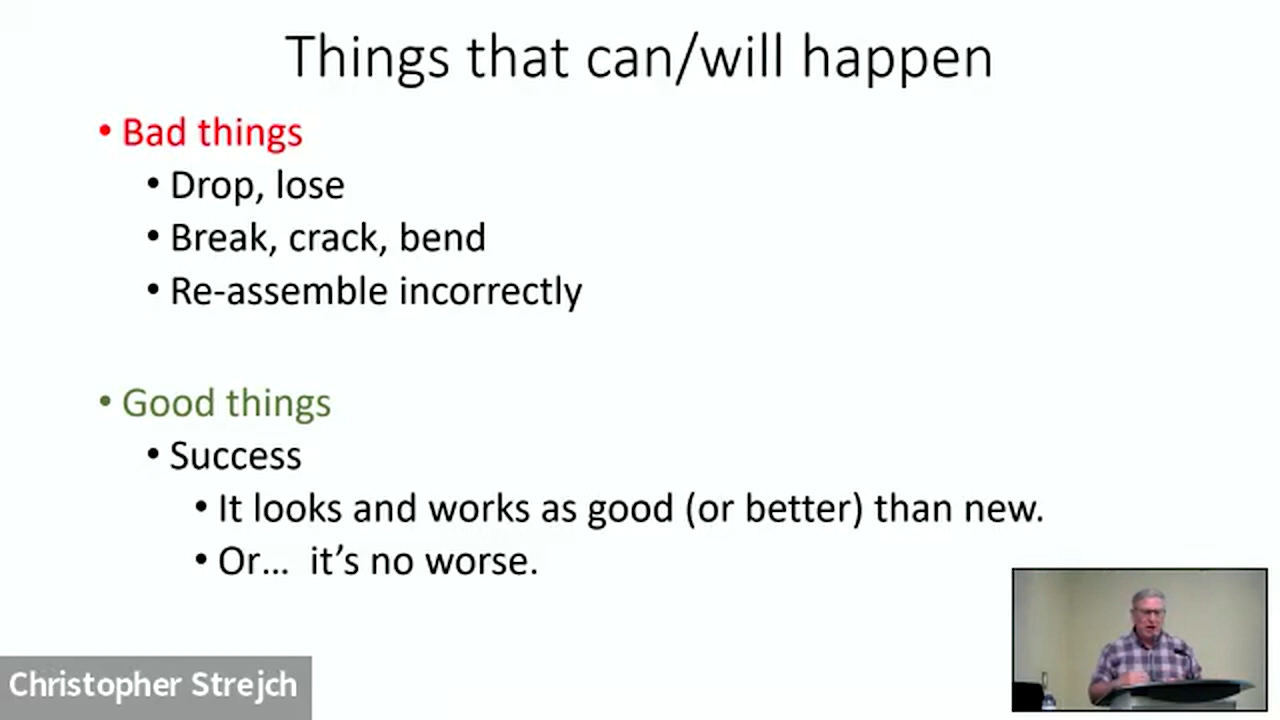 Things that can/will happen
• Bad things
• Drop, lose
• Break, crack, bend
• Re-assemble incorrectly
• Good things
• Success
• It looks and works as good (or better) than new.
• Or... it’s no worse.
Christopher Strejch